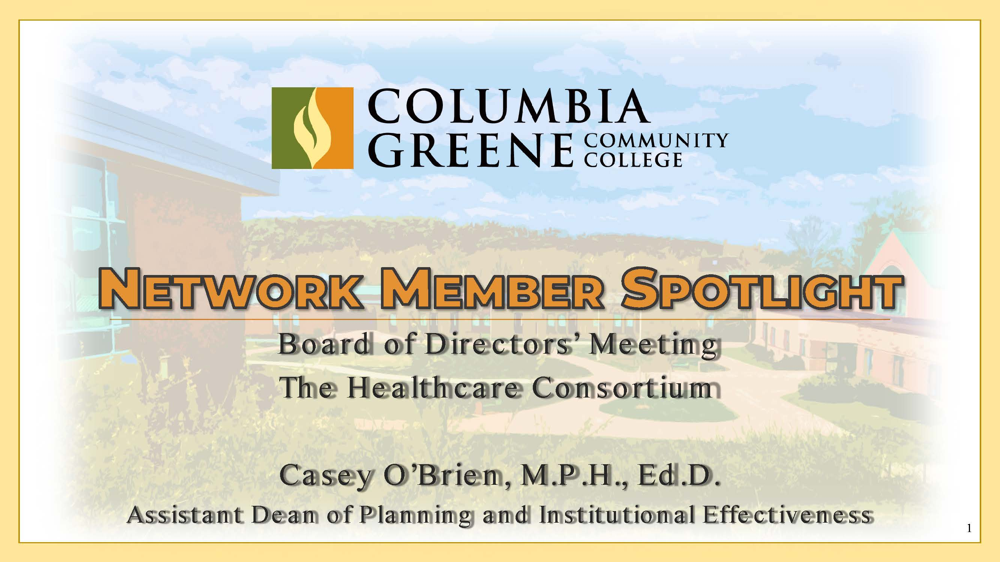 COLUMBIA
GREENE COMMUNITY
COLLEGE
NETWORK MEMBER SPOTLIGHT
Board of Directors’ Meeting
The Healthcare Consortium
Casey O’Brien, M.P.H., Ed.D.
Assistant Dean of Planning and Institutional Effectiveness
1